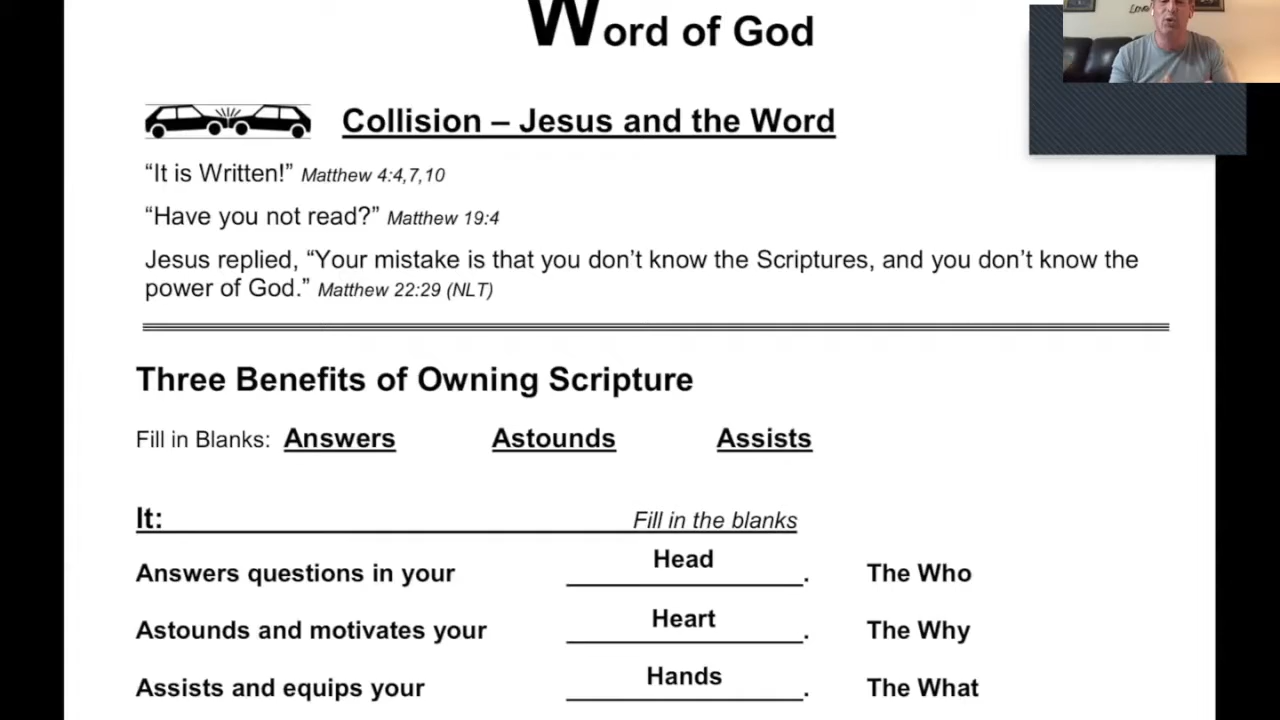 Word of God
Love
Collision – Jesus and the Word
“It is Written!” Matthew 4:4,7,10
“Have you not read?” Matthew 19:4
Jesus replied, “Your mistake is that you don’t know the Scriptures, and you don’t know the
power of God.” Matthew 22:29 (NLT)
Three Benefits of Owning Scripture
Fill in Blanks: Answers Astounds Assists
It: Fill in the blanks
Answers questions in your Head. The Who
Astounds and motivates your Heart. The Why
Assists and equips your Hands. The What